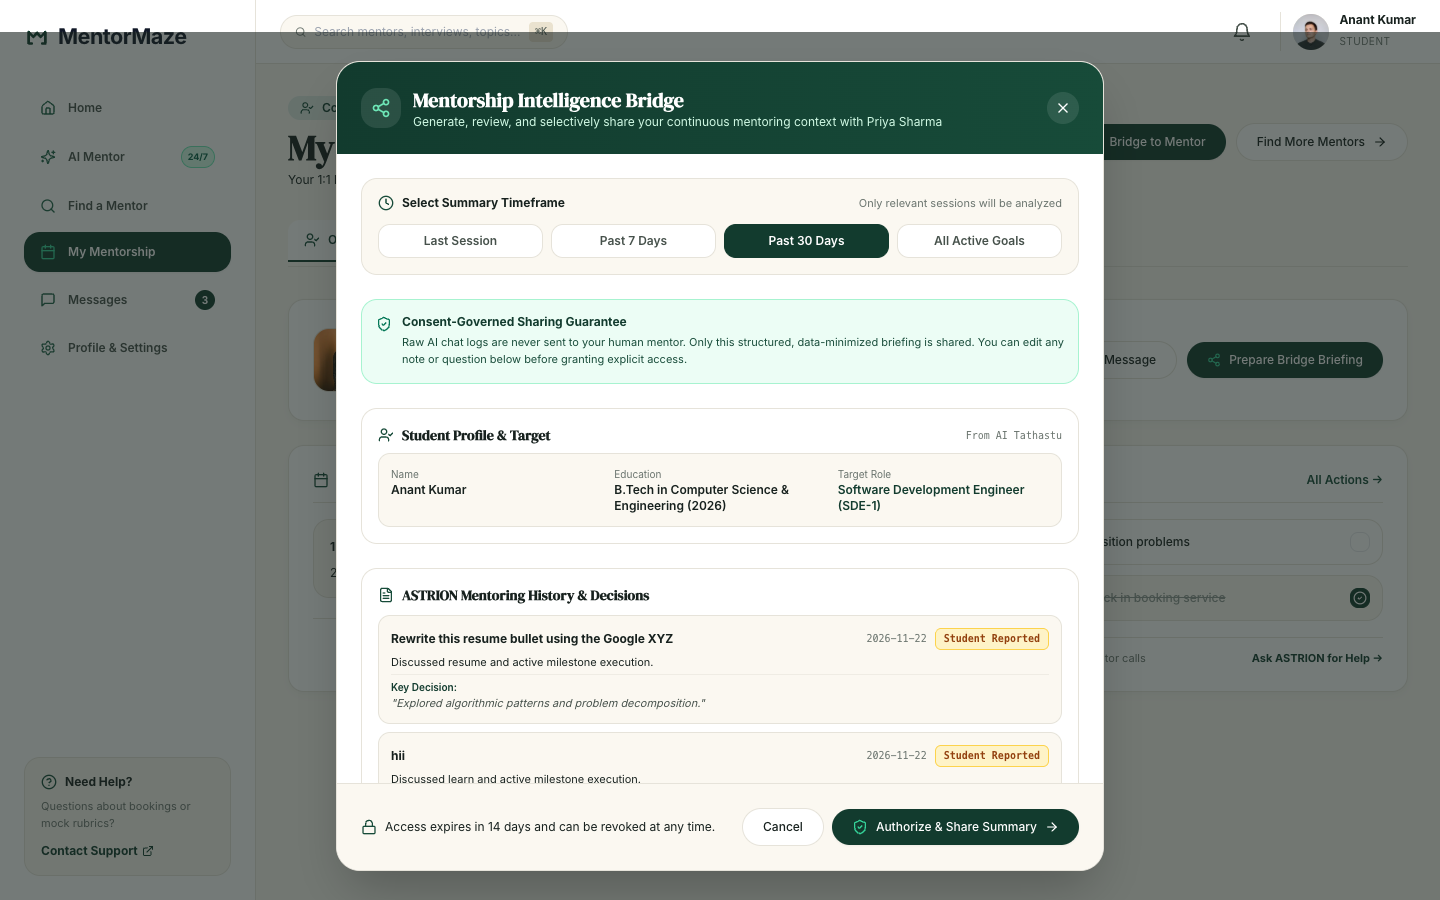 MentorMaze
Search mentors, interviews, topics...
⌘K
Anant Kumar
STUDENT
Home
AI Mentor
24/7
Find a Mentor
My Mentorship
Messages
3
Profile & Settings
Need Help?
Questions about bookings or
mock rubrics?
Contact Support
Co
My
Your 1:1
O
Bridge to Mentor
Find More Mentors
Message
Prepare Bridge Briefing
All Actions
1
2
sition problems
ck in booking service
tor calls
Ask ASTRION for Help
Mentorship Intelligence Bridge
Generate, review, and selectively share your continuous mentoring context with Priya Sharma
Select Summary Timeframe
Only relevant sessions will be analyzed
Last Session
Past 7 Days
Past 30 Days
All Active Goals
Consent-Governed Sharing Guarantee
Raw AI chat logs are never sent to your human mentor. Only this structured, data-minimized briefing is shared. You can edit any
note or question below before granting explicit access.
Student Profile & Target
From AI Tathastu
Name
Anant Kumar
Education
B.Tech in Computer Science &
Engineering (2026)
Target Role
Software Development Engineer
(SDE-1)
ASTRION Mentoring History & Decisions
Rewrite this resume bullet using the Google XYZ
2026-11-22
Student Reported
Discussed resume and active milestone execution.
Key Decision:
"Explored algorithmic patterns and problem decomposition."
hii
2026-11-22
Student Reported
Discussed learn and active milestone execution.
Access expires in 14 days and can be revoked at any time.
Cancel
Authorize & Share Summary